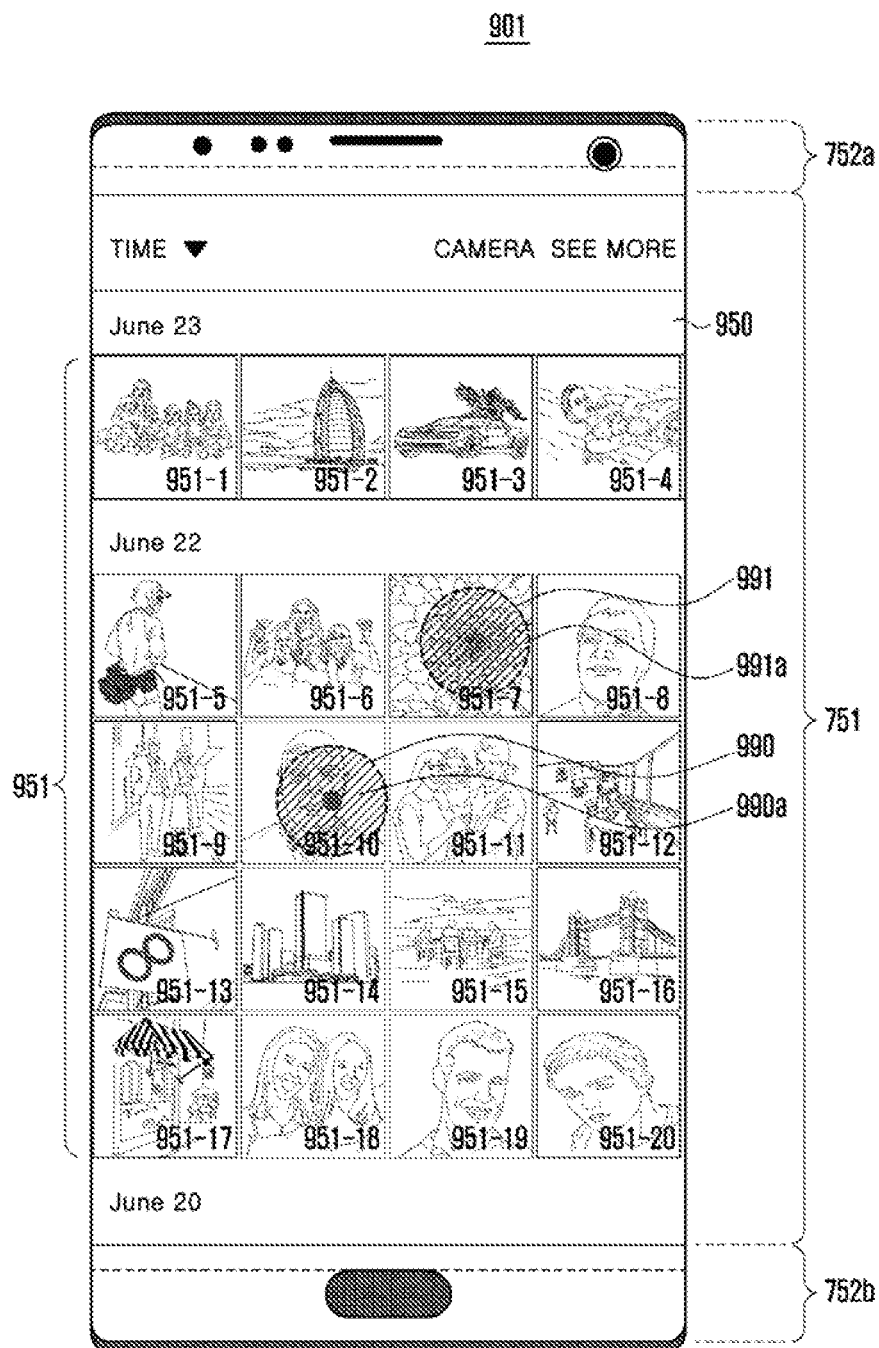 901
752a
TIME ▼ CAMERA SEE MORE
June 23
950
951-1 951-2 951-3 951-4
June 22
991
991a
951-5 951-6 951-7 951-8
751
990
951
990a
951-9 951-10 951-11 951-12
951-13 951-14 951-15 951-16
951-17 951-18 951-19 951-20
June 20
752b